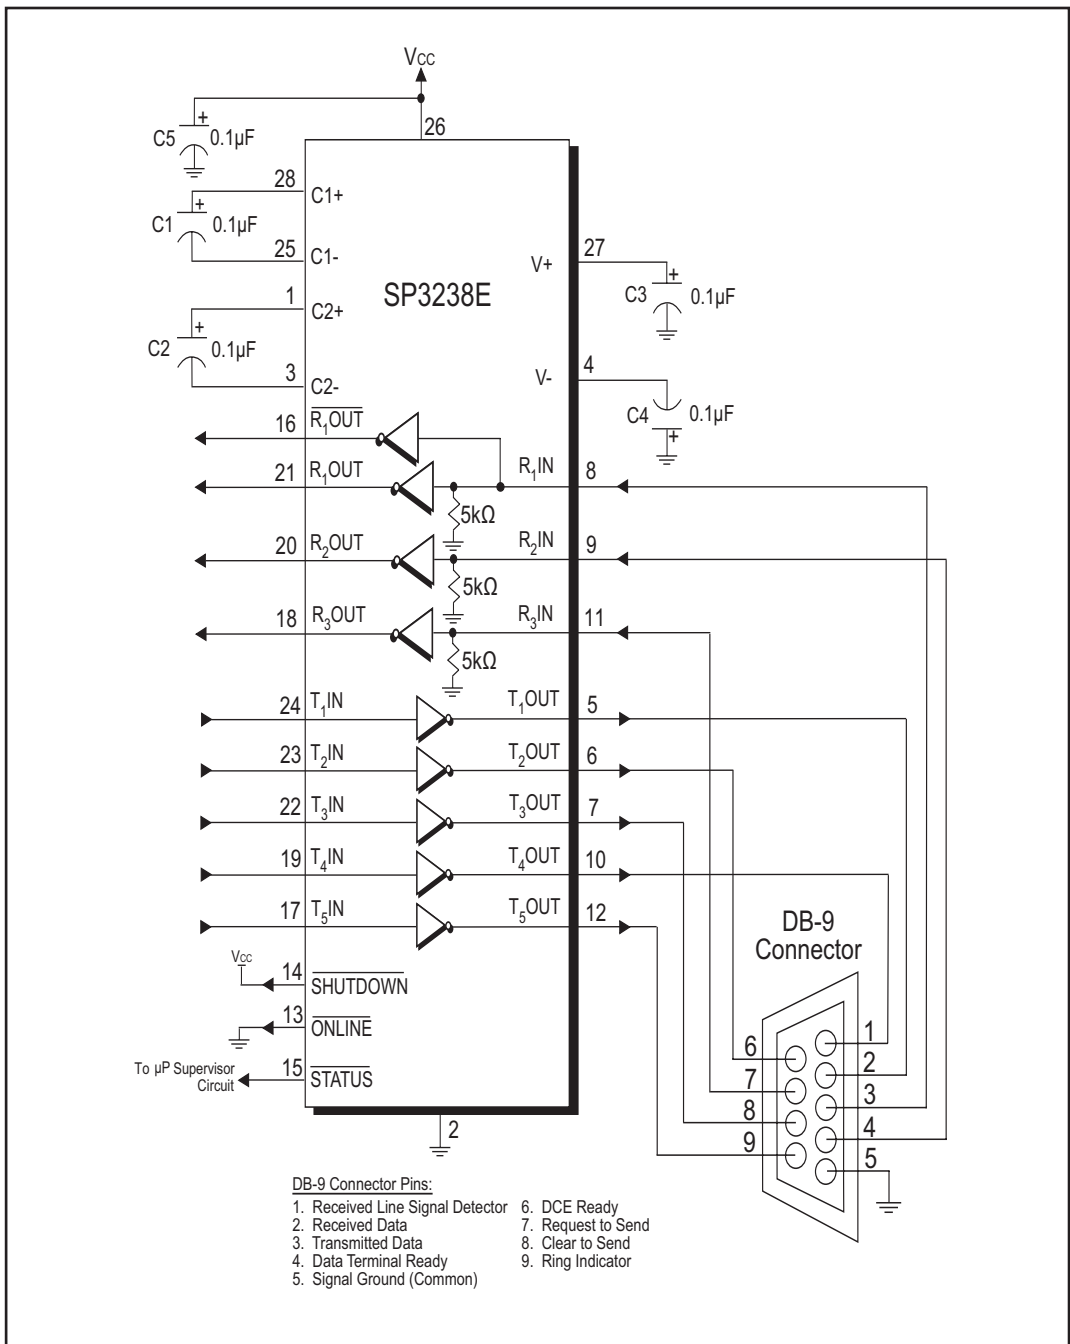 VCC
26
C5
+
0.1µF
28
C1+
+
C1
0.1µF
25
C1-
1
C2+
+
C2
0.1µF
3
C2-
SP3238E
V+
27
+
C3
0.1µF
V-
4
C4
0.1µF
+
16
R1OUT
21
R1OUT
R1IN
8
5kΩ
20
R2OUT
R2IN
9
5kΩ
18
R3OUT
R3IN
11
5kΩ
24
T1IN
T1OUT
5
23
T2IN
T2OUT
6
22
T3IN
T3OUT
7
19
T4IN
T4OUT
10
17
T5IN
T5OUT
12
VCC
14
SHUTDOWN
13
ONLINE
To µP Supervisor
Circuit
15
STATUS
2
DB-9
Connector
6
7
8
9
1
2
3
4
5
DB-9 Connector Pins:
1. Received Line Signal Detector
2. Received Data
3. Transmitted Data
4. Data Terminal Ready
5. Signal Ground (Common)
6. DCE Ready
7. Request to Send
8. Clear to Send
9. Ring Indicator